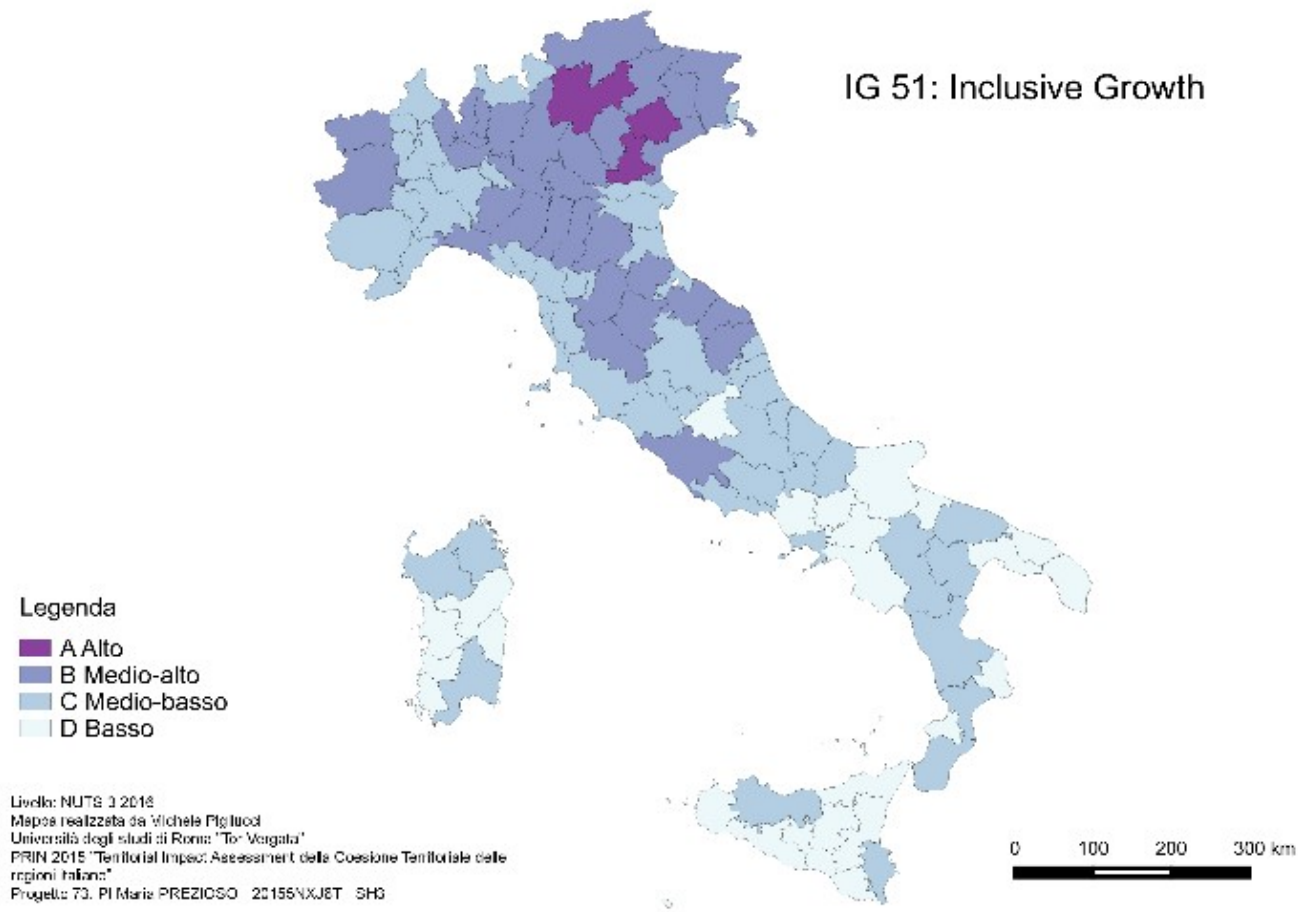 IG 51: Inclusive Growth
Legenda
A Alto
B Medio-alto
C Medio-basso
D Basso
Livello: NUTS 3 2016
Mappa realizzata da Michele Pigliucci
Università degli studi di Roma "Tor Vergata"
PRIN 2015 "Territorial Impact Assessment della Coesione Territoriale delle
regioni italiane"
Progetto 73. PI Maria PREZIOSO SH3
0 100 200 300 km